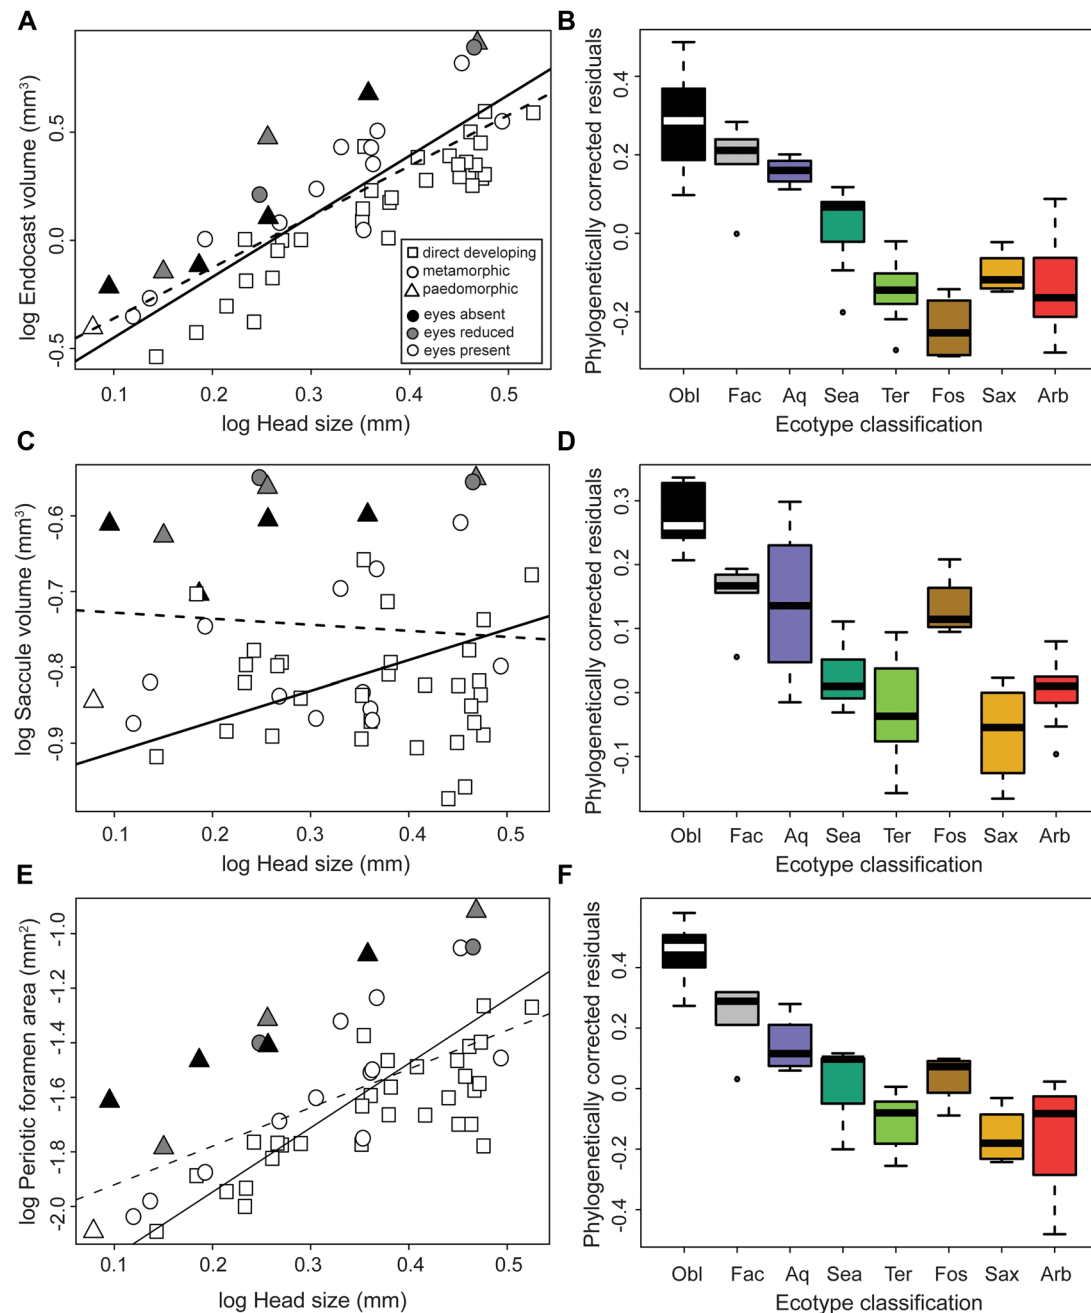 A
B
log Endocast volume (mm³)
0.5
0.0
-0.5
0.1 0.2 0.3 0.4 0.5
log Head size (mm)
direct developing
metamorphic
paedomorphic
eyes absent
eyes reduced
eyes present
Phylogenetically corrected residuals
0.4
0.2
0.0
-0.2
Obl Fac Aq Sea Ter Fos Sax Arb
Ecotype classification
C
D
log Saccule volume (mm³)
-0.6
-0.7
-0.8
-0.9
0.1 0.2 0.3 0.4 0.5
log Head size (mm)
Phylogenetically corrected residuals
0.3
0.2
0.1
0.0
-0.1
Obl Fac Aq Sea Ter Fos Sax Arb
Ecotype classification
E
F
log Periotic foramen area (mm²)
-1.0
-1.2
-1.4
-1.6
-1.8
-2.0
0.1 0.2 0.3 0.4 0.5
log Head size (mm)
Phylogenetically corrected residuals
0.4
0.2
0.0
-0.2
-0.4
Obl Fac Aq Sea Ter Fos Sax Arb
Ecotype classification